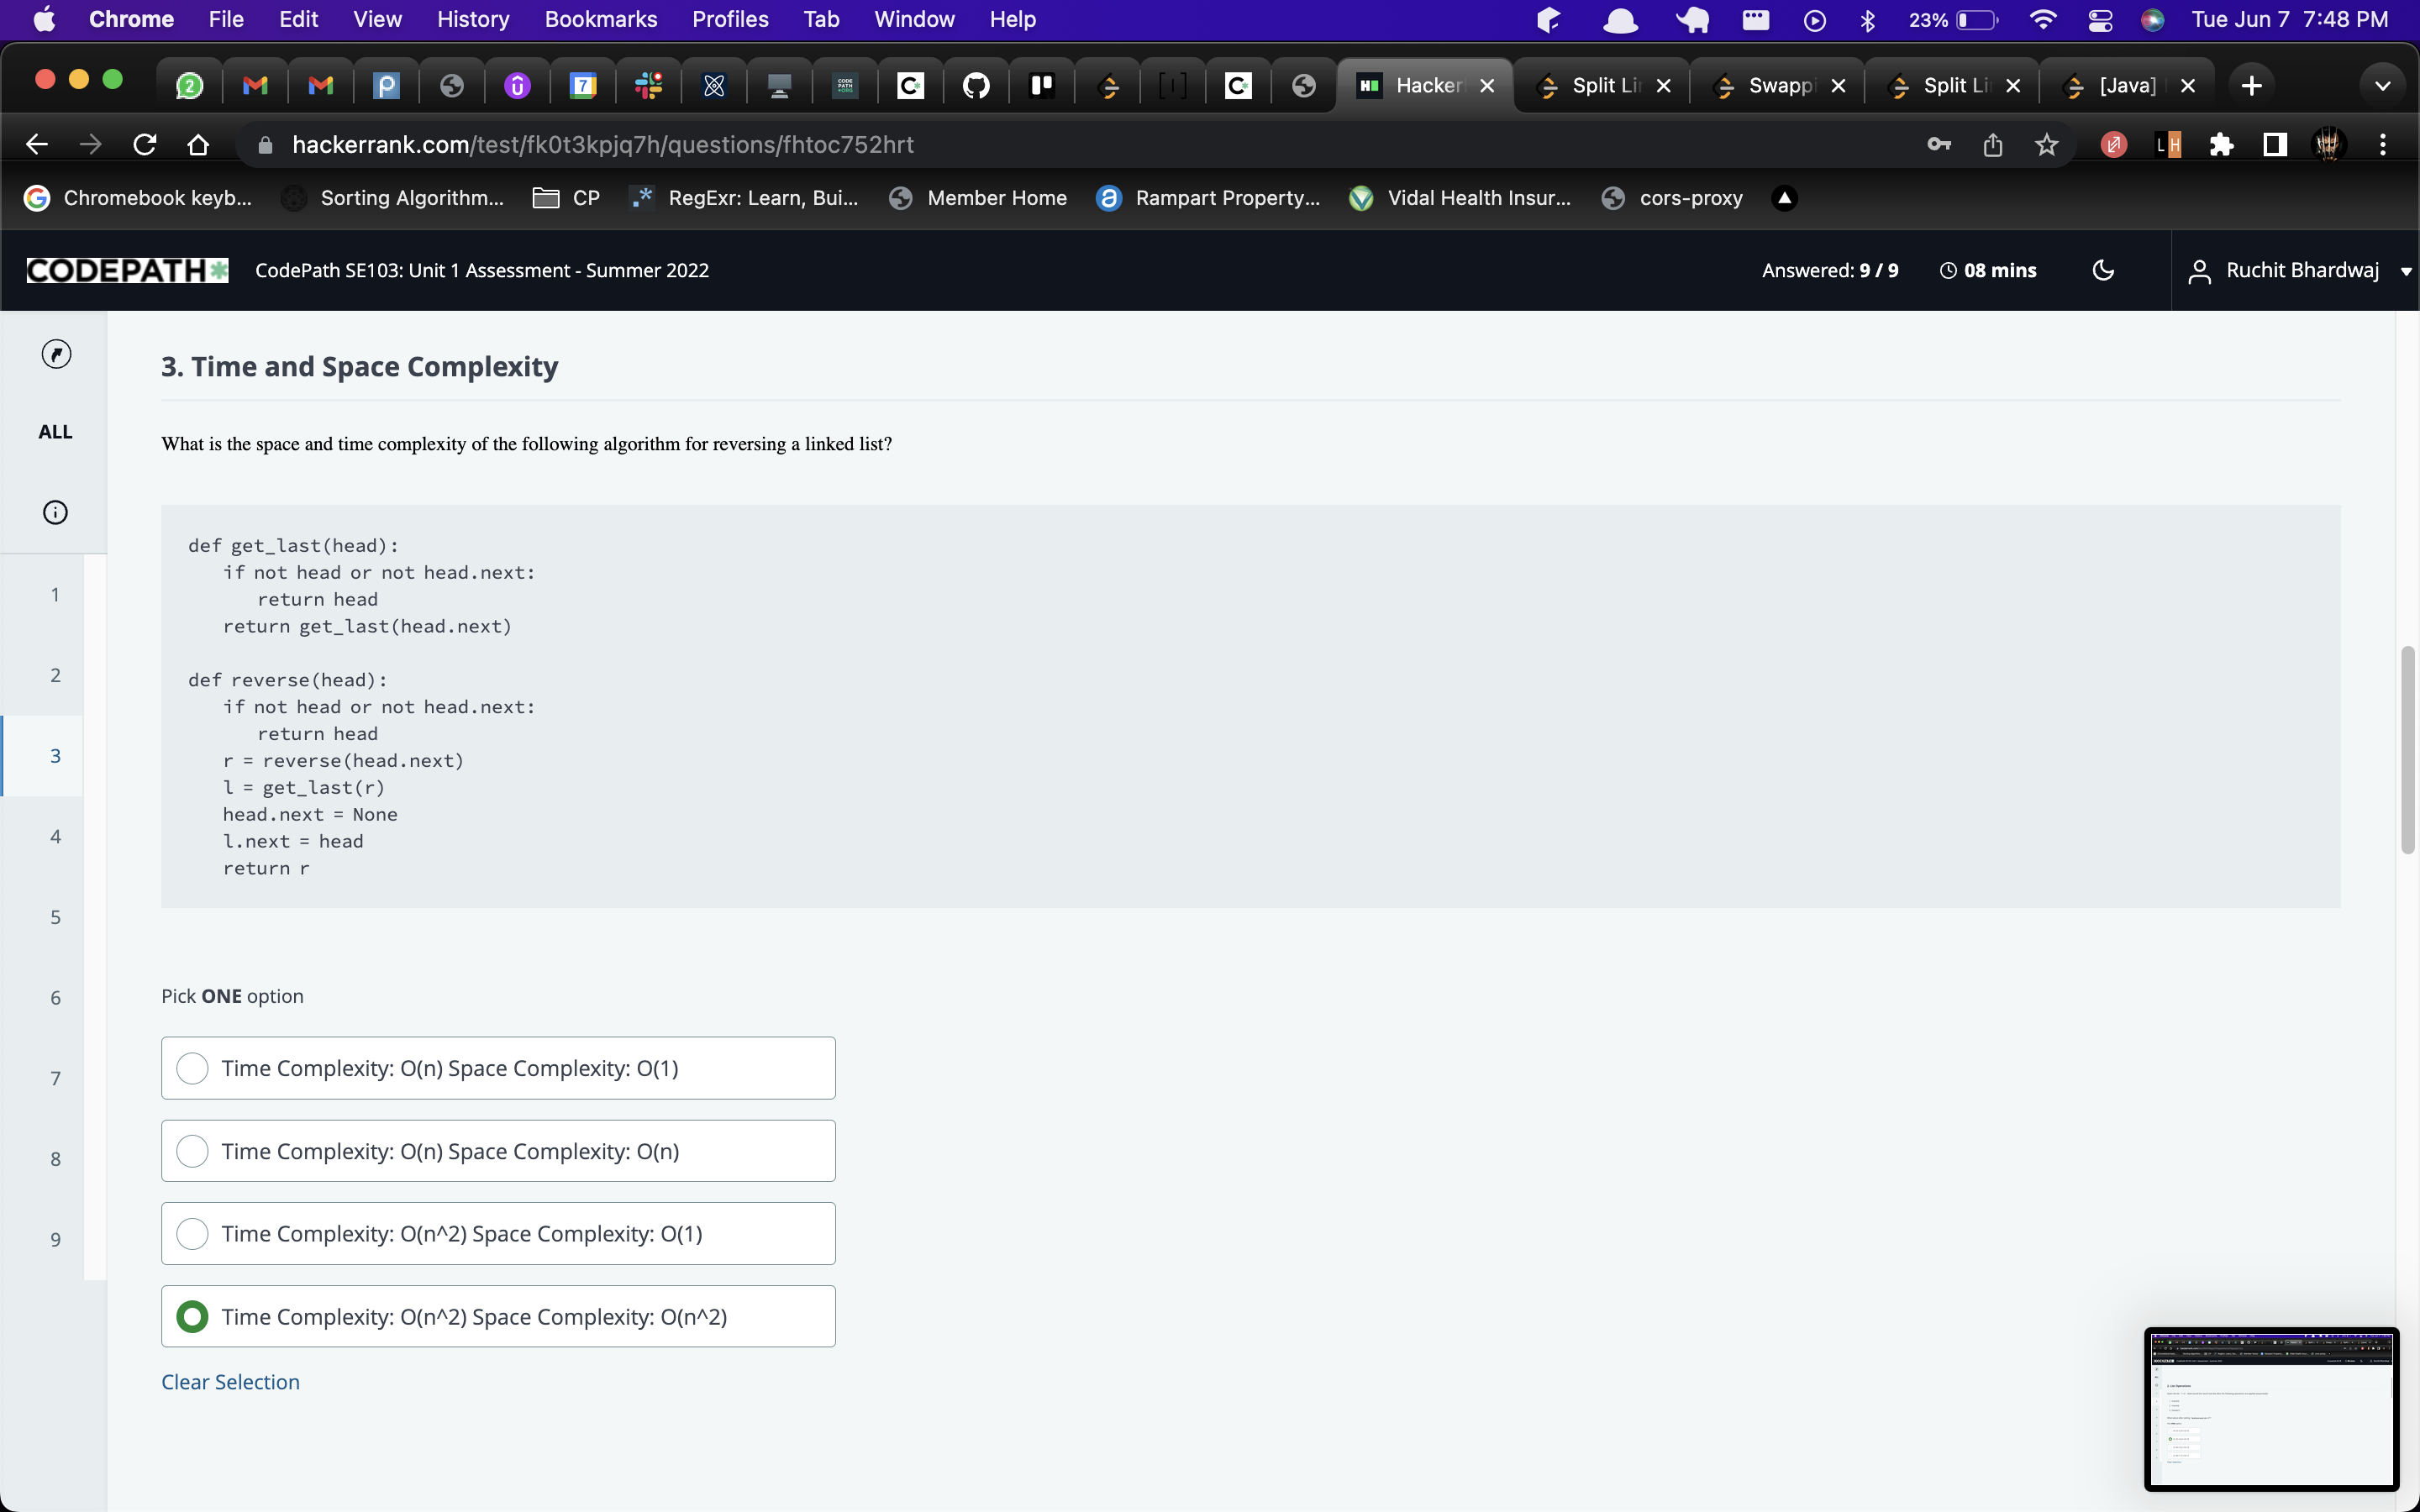 Chrome File Edit View History Bookmarks Profiles Tab Window Help 23% Tue Jun 7 7:48 PM
2 7 Hacker Split Li Swappi Split Li [Java]
hackerrank.com/test/fk0t3kpjq7h/questions/fhtoc752hrt
Chromebook keyb... Sorting Algorithm... CP RegExr: Learn, Bui... Member Home Rampart Property... Vidal Health Insur... cors-proxy
CODEPATH CodePath SE103: Unit 1 Assessment - Summer 2022 Answered: 9 / 9 08 mins Ruchit Bhardwaj
ALL
1
2
3
4
5
6
7
8
9
3. Time and Space Complexity
What is the space and time complexity of the following algorithm for reversing a linked list?
def get_last(head):
if not head or not head.next:
return head
return get_last(head.next)
def reverse(head):
if not head or not head.next:
return head
r = reverse(head.next)
l = get_last(r)
head.next = None
l.next = head
return r
Pick ONE option
Time Complexity: O(n) Space Complexity: O(1)
Time Complexity: O(n) Space Complexity: O(n)
Time Complexity: O(n^2) Space Complexity: O(1)
Time Complexity: O(n^2) Space Complexity: O(n^2)
Clear Selection